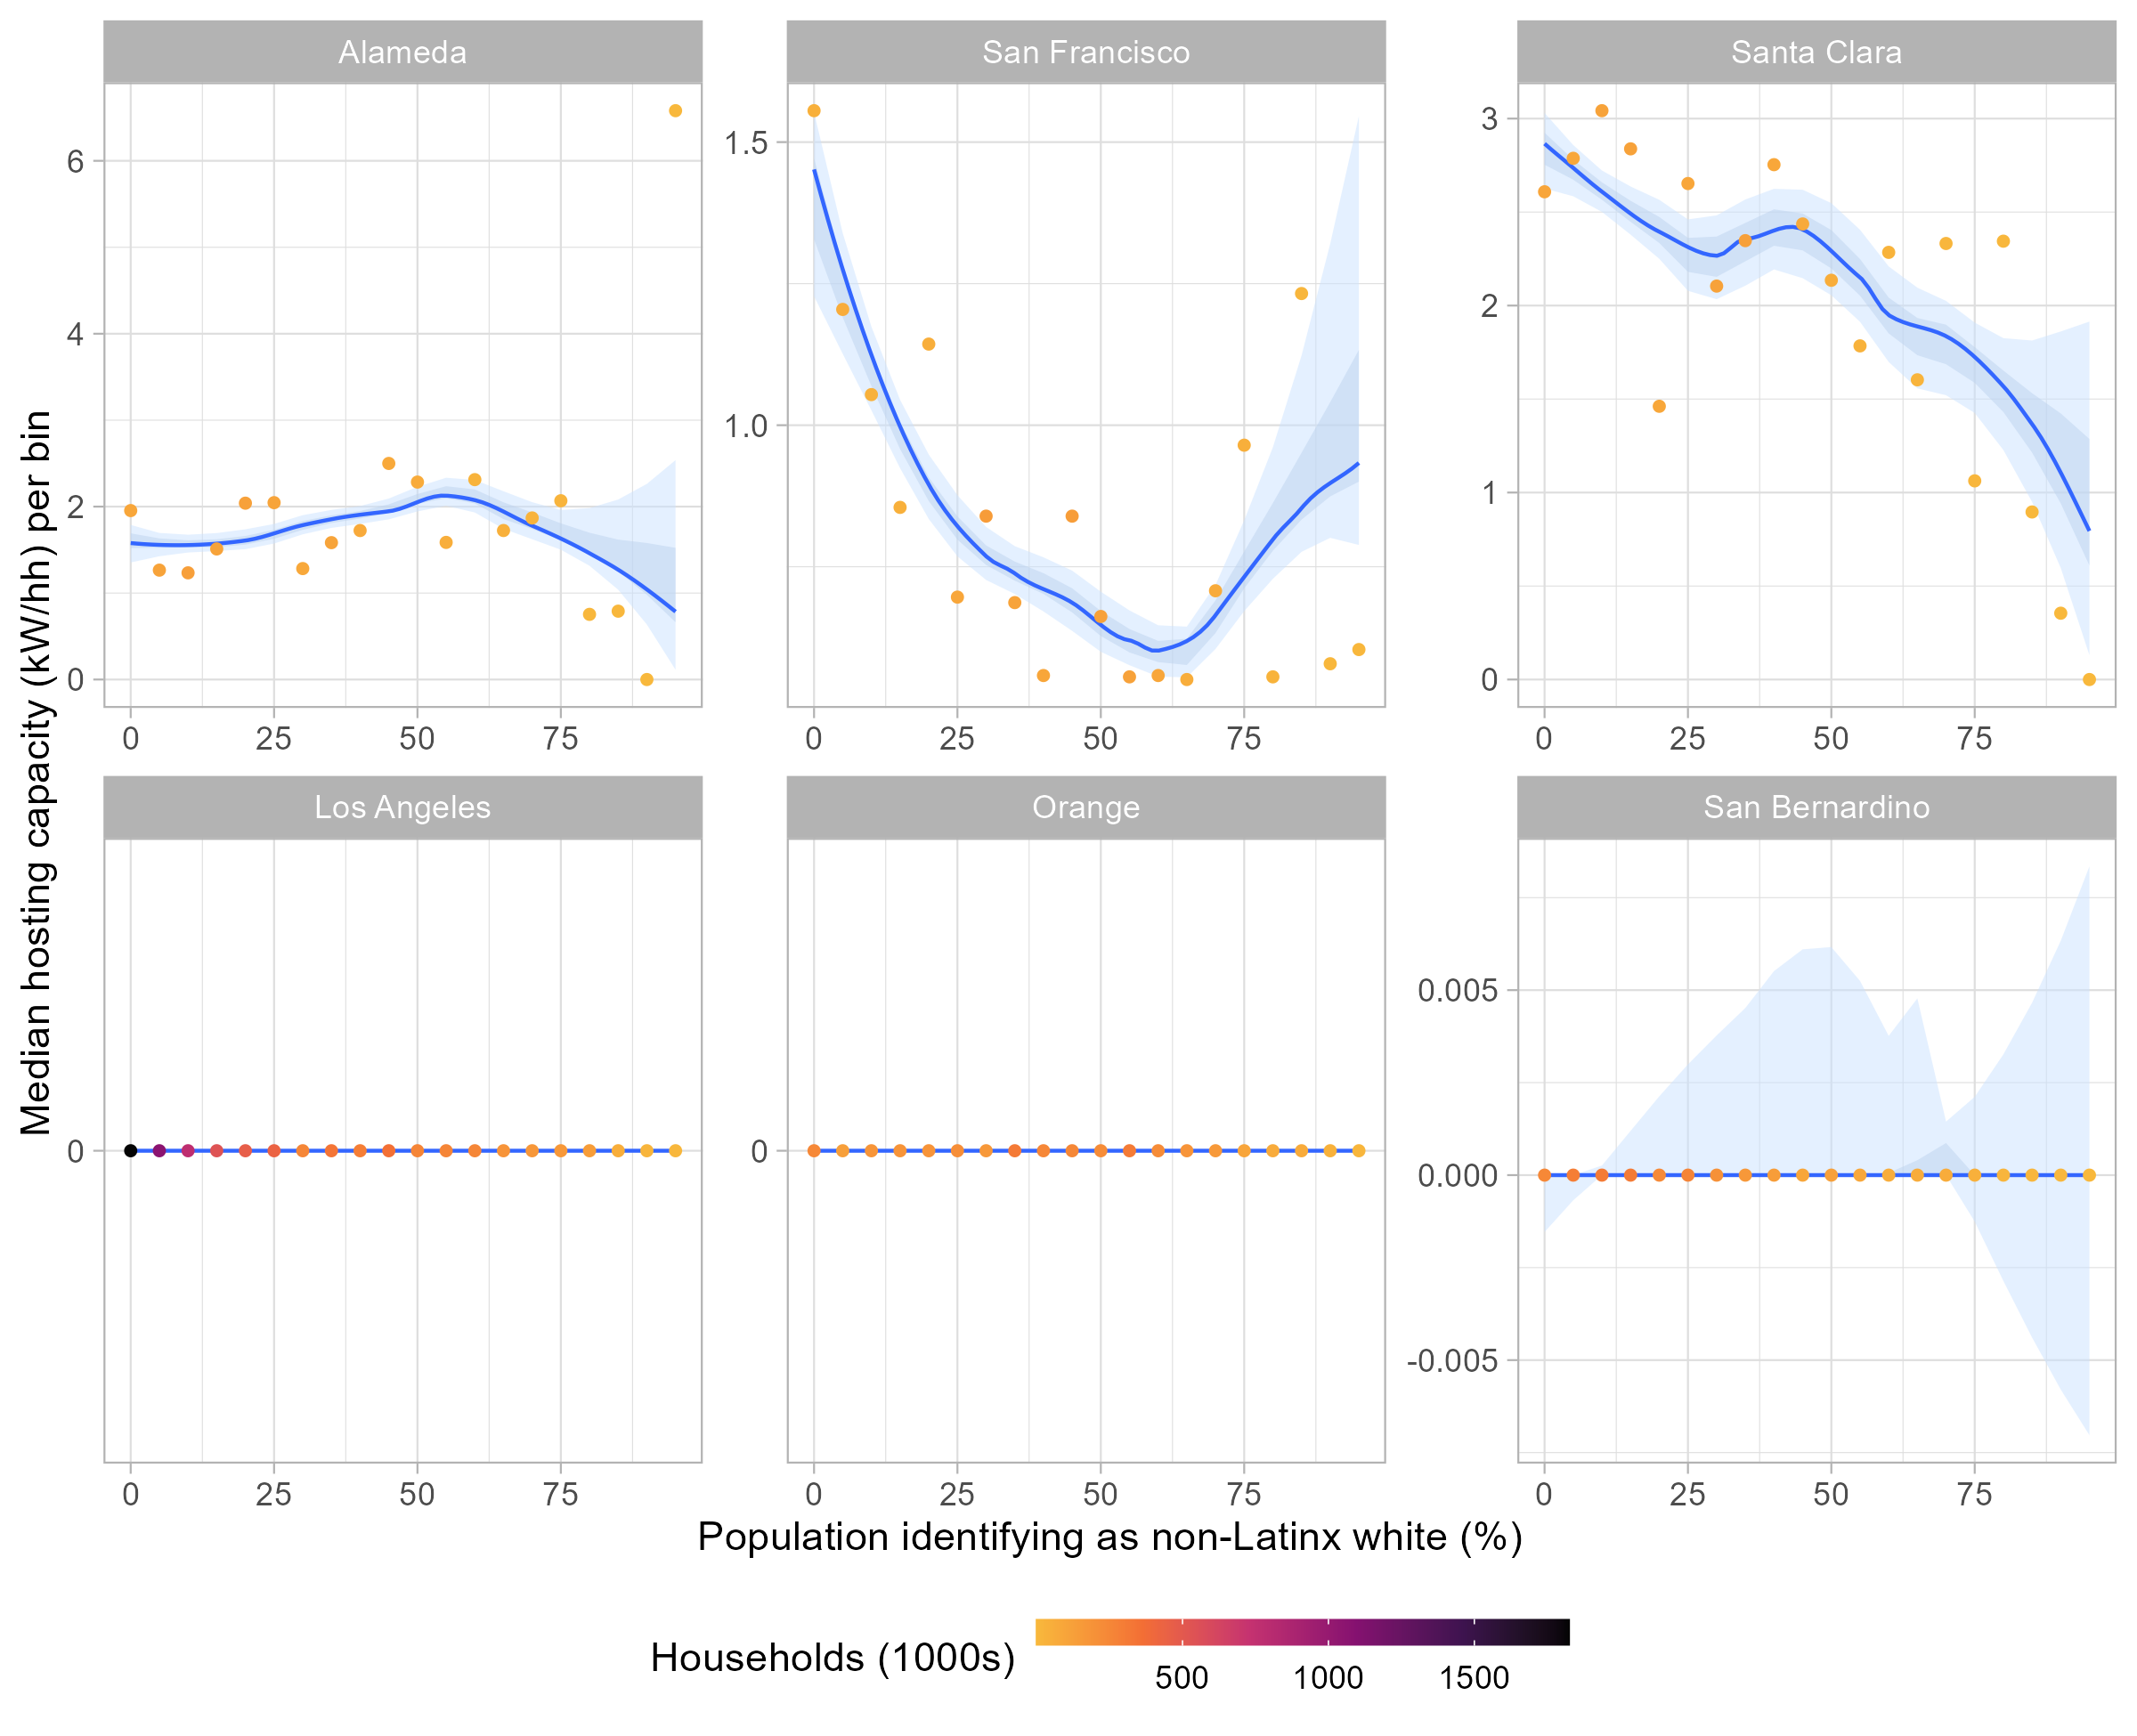 Alameda
San Francisco
Santa Clara
6
4
2
0
1.5
1.0
3
2
1
0
0 25 50 75
0 25 50 75
0 25 50 75
Median hosting capacity (kW/hh) per bin
Los Angeles
Orange
San Bernardino
0
0
0.005
0.000
-0.005
0 25 50 75
0 25 50 75
0 25 50 75
Population identifying as non-Latinx white (%)
Households (1000s)
500 1000 1500